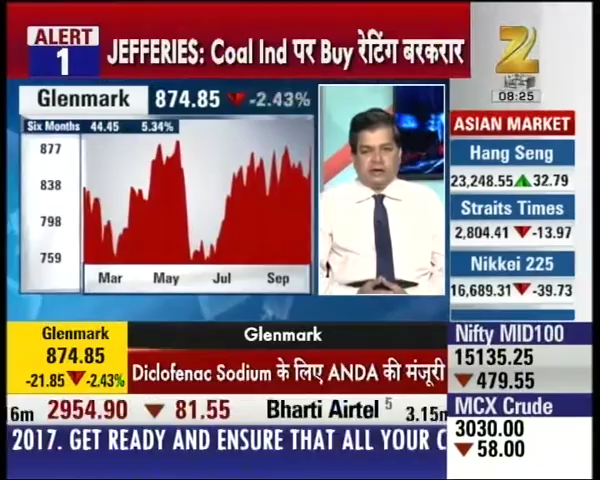 ALERT
1
JEFFERIES: Coal Ind पर Buy रेटिंग बरकरार
08:25
Glenmark 874.85 -2.43%
Six Months 44.45 5.34%
877
838
798
759
Mar May Jul Sep
ASIAN MARKET
Hang Seng
23,248.55 32.79
Straits Times
2,804.41 -13.97
Nikkei 225
16,689.31 -39.73
Glenmark
874.85
-21.85 -2.43%
Glenmark
Diclofenac Sodium के लिए ANDA की मंजूरी
Nifty MID100
15135.25
479.55
6m 2954.90 81.55 Bharti Airtel 5 3.15m
MCX Crude
3030.00
58.00
2017. GET READY AND ENSURE THAT ALL YOUR C